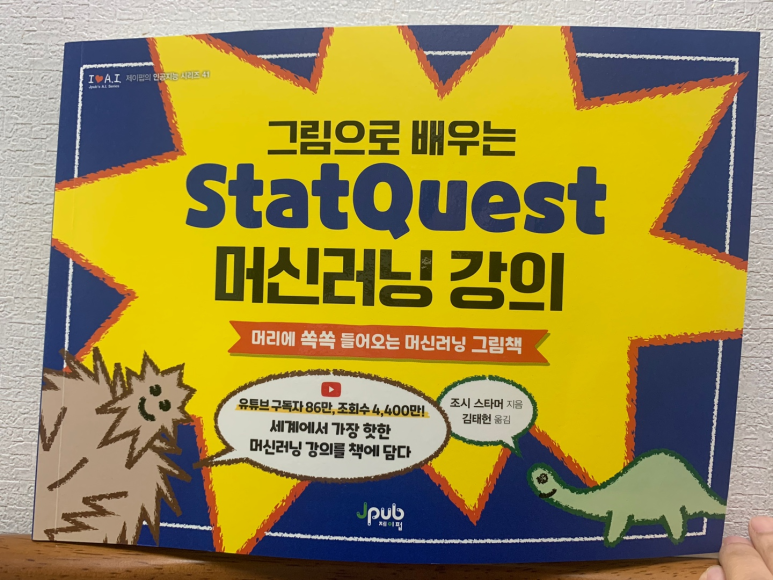 I ♥ A.I. 제이펍의 인공지능 시리즈 41
Jpub's A.I. Series
그림으로 배우는
StatQuest
머신러닝 강의
머리에 쏙쏙 들어오는 머신러닝 그림책
유튜브 구독자 86만, 조회수 4,400만!
세계에서 가장 핫한
머신러닝 강의를 책에 담다
조시 스타머 지음
김태헌 옮김
Jpub
제이펍